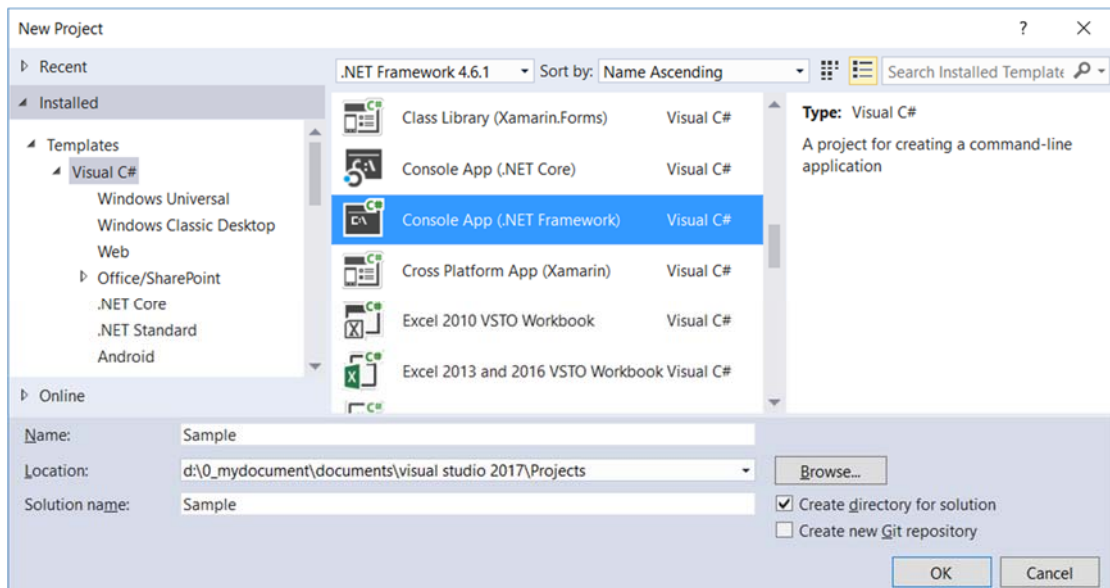 New Project
Recent
Installed
Templates
Visual C#
Windows Universal
Windows Classic Desktop
Web
Office/SharePoint
.NET Core
.NET Standard
Android
Online
.NET Framework 4.6.1 Sort by: Name Ascending
Search Installed Template
Class Library (Xamarin.Forms) Visual C#
Console App (.NET Core) Visual C#
Console App (.NET Framework) Visual C#
Cross Platform App (Xamarin) Visual C#
Excel 2010 VSTO Workbook Visual C#
Excel 2013 and 2016 VSTO Workbook Visual C#
Type: Visual C#
A project for creating a command-line
application
Name: Sample
Location: d:\0_mydocument\documents\visual studio 2017\Projects
Browse...
Solution name: Sample
Create directory for solution
Create new Git repository
OK Cancel